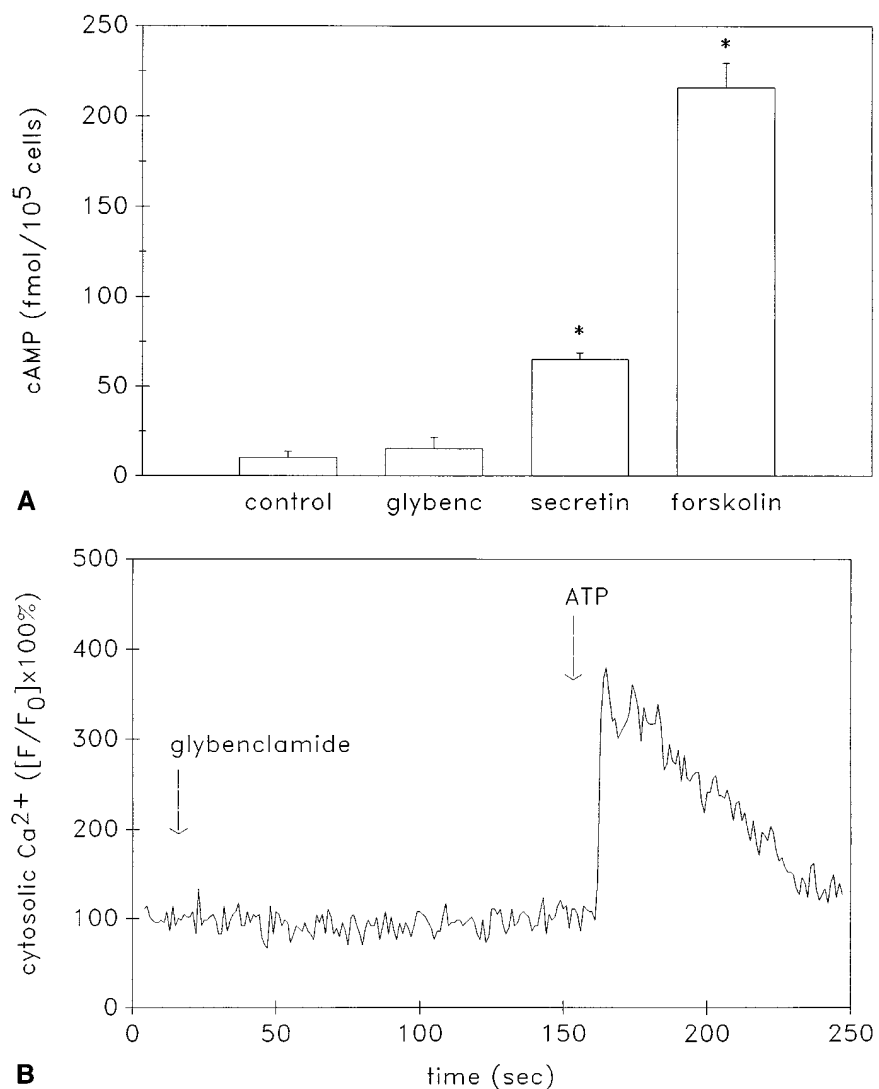 250
200
150
100
50
0
cAMP (fmol/10⁵ cells)
*
*
control glybenc secretin forskolin
A
500
400
300
200
100
0
cytosolic Ca²⁺ ([F/F₀]x100%)
glybenclamide
ATP
0 50 100 150 200 250
time (sec)
B